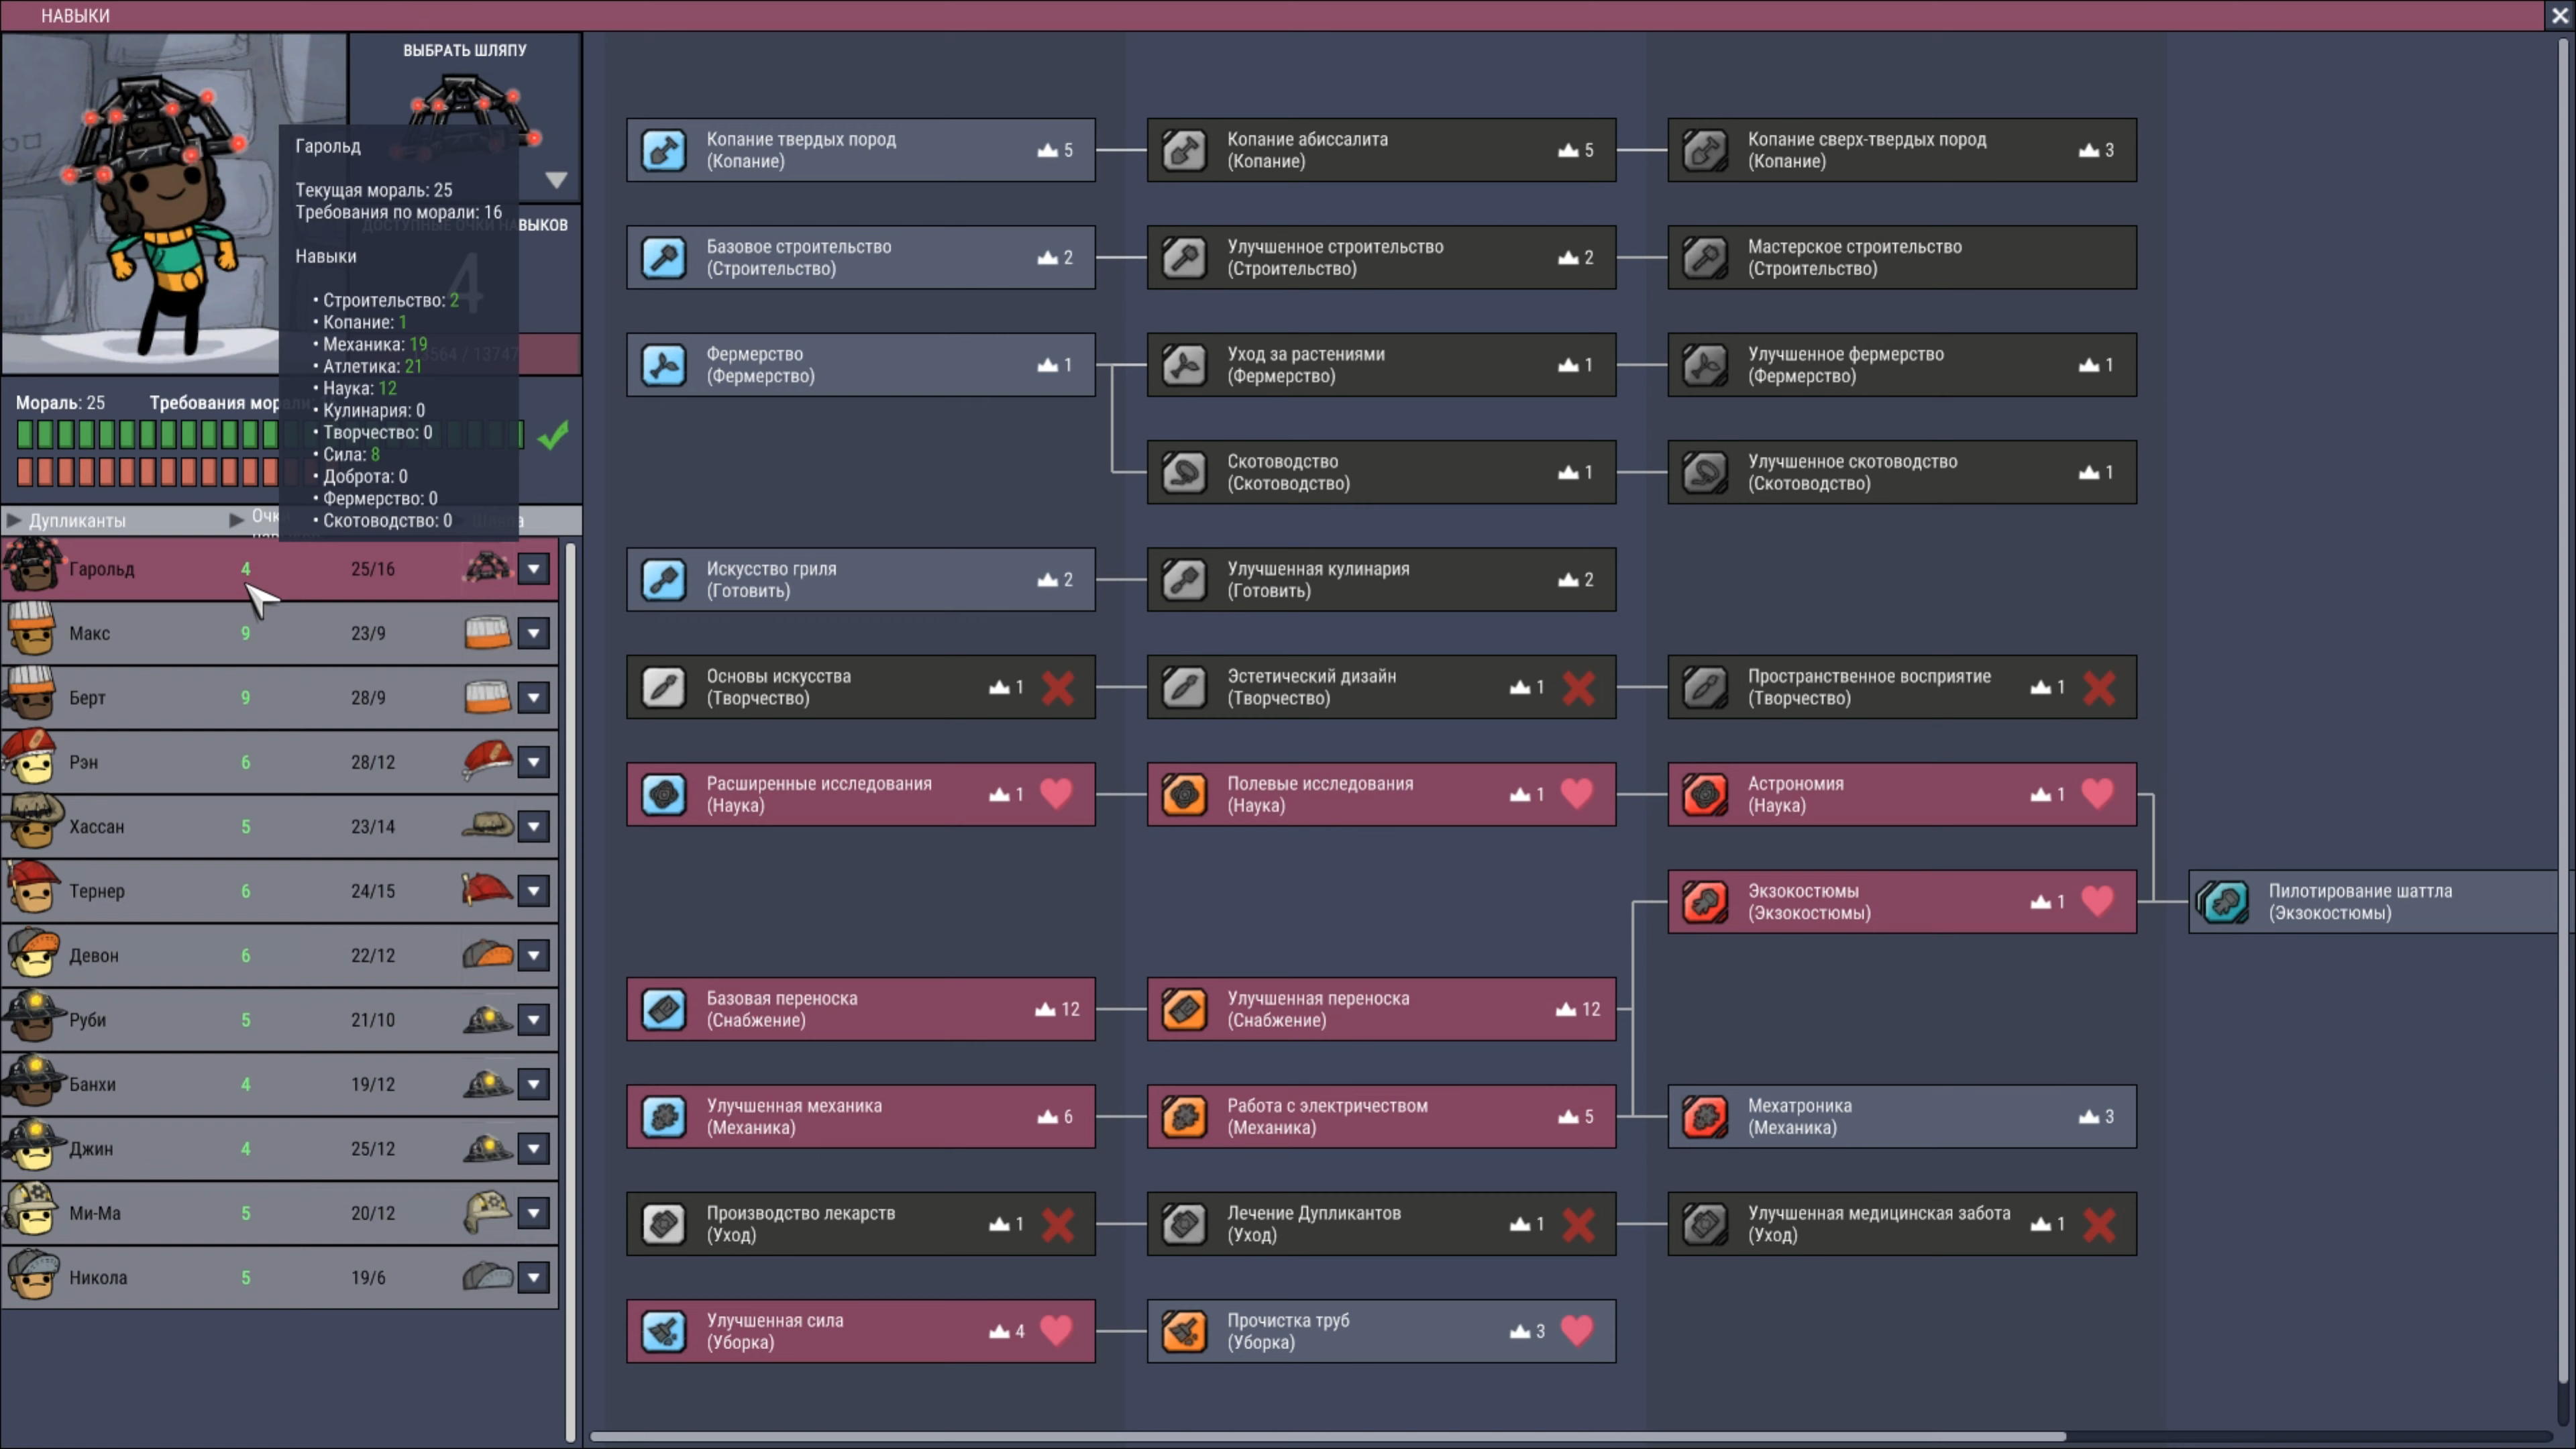 НАВЫКИ
ВЫБРАТЬ ШЛЯПУ
Гарольд
Текущая мораль: 25
Требования по морали: 16
ДОСТУПНЫЕ ОЧКИ НАВЫКОВ
4
Навыки
• Строительство: 2
• Копание: 1
• Механика: 19
• Атлетика: 21
• Наука: 12
• Кулинария: 0
• Творчество: 0
• Сила: 8
• Доброта: 0
• Фермерство: 0
• Скотоводство: 0
3564 / 13747
Мораль: 25
Требования морали:
Дупликанты
Гарольд 4 25/16
Макс 9 23/9
Берт 9 28/9
Рэн 6 28/12
Хассан 5 23/14
Тернер 6 24/15
Девон 6 22/12
Руби 5 21/10
Банхи 4 19/12
Джин 4 25/12
Ми-Ма 5 20/12
Никола 5 19/6
Копание твердых пород
(Копание)
5
Копание абиссалита
(Копание)
5
Копание сверх-твердых пород
(Копание)
3
Базовое строительство
(Строительство)
2
Улучшенное строительство
(Строительство)
2
Мастерское строительство
(Строительство)
Фермерство
(Фермерство)
1
Уход за растениями
(Фермерство)
1
Улучшенное фермерство
(Фермерство)
1
Скотоводство
(Скотоводство)
1
Улучшенное скотоводство
(Скотоводство)
1
Искусство гриля
(Готовить)
2
Улучшенная кулинария
(Готовить)
2
Основы искусства
(Творчество)
1
Эстетический дизайн
(Творчество)
1
Пространственное восприятие
(Творчество)
1
Расширенные исследования
(Наука)
1
Полевые исследования
(Наука)
1
Астрономия
(Наука)
1
Экзокостюмы
(Экзокостюмы)
1
Пилотирование шаттла
(Экзокостюмы)
Базовая переноска
(Снабжение)
12
Улучшенная переноска
(Снабжение)
12
Улучшенная механика
(Механика)
6
Работа с электричеством
(Механика)
5
Мехатроника
(Механика)
3
Производство лекарств
(Уход)
1
Лечение Дупликантов
(Уход)
1
Улучшенная медицинская забота
(Уход)
1
Улучшенная сила
(Уборка)
4
Прочистка труб
(Уборка)
3